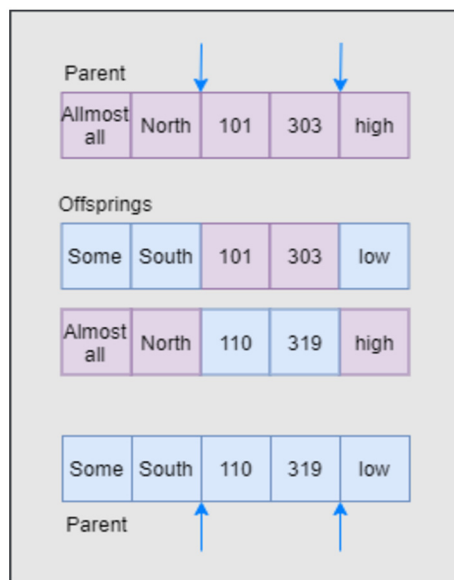 Parent
Allmost all North 101 303 high
Offsprings
Some South 101 303 low
Almost all North 110 319 high
Some South 110 319 low
Parent